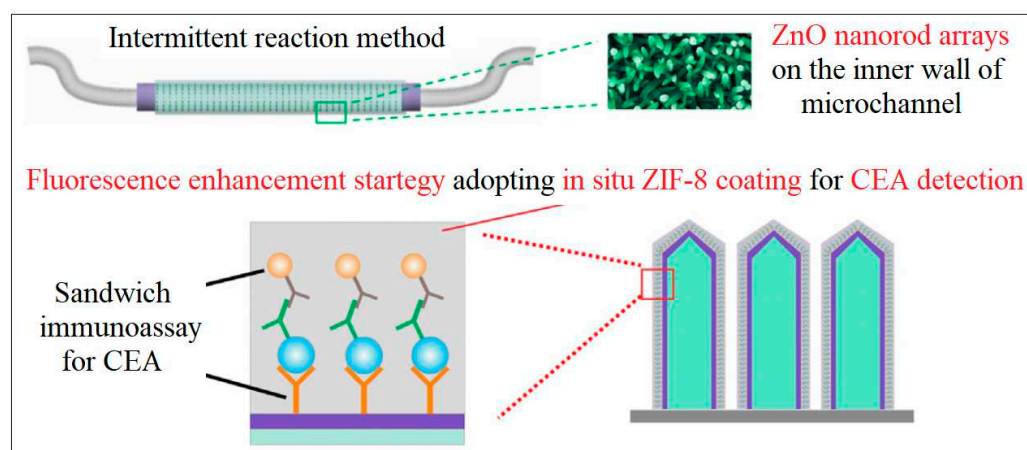 Intermittent reaction method
ZnO nanorod arrays
on the inner wall of
microchannel
Fluorescence enhancement startegy adopting in situ ZIF-8 coating for CEA detection
Sandwich
immunoassay
for CEA